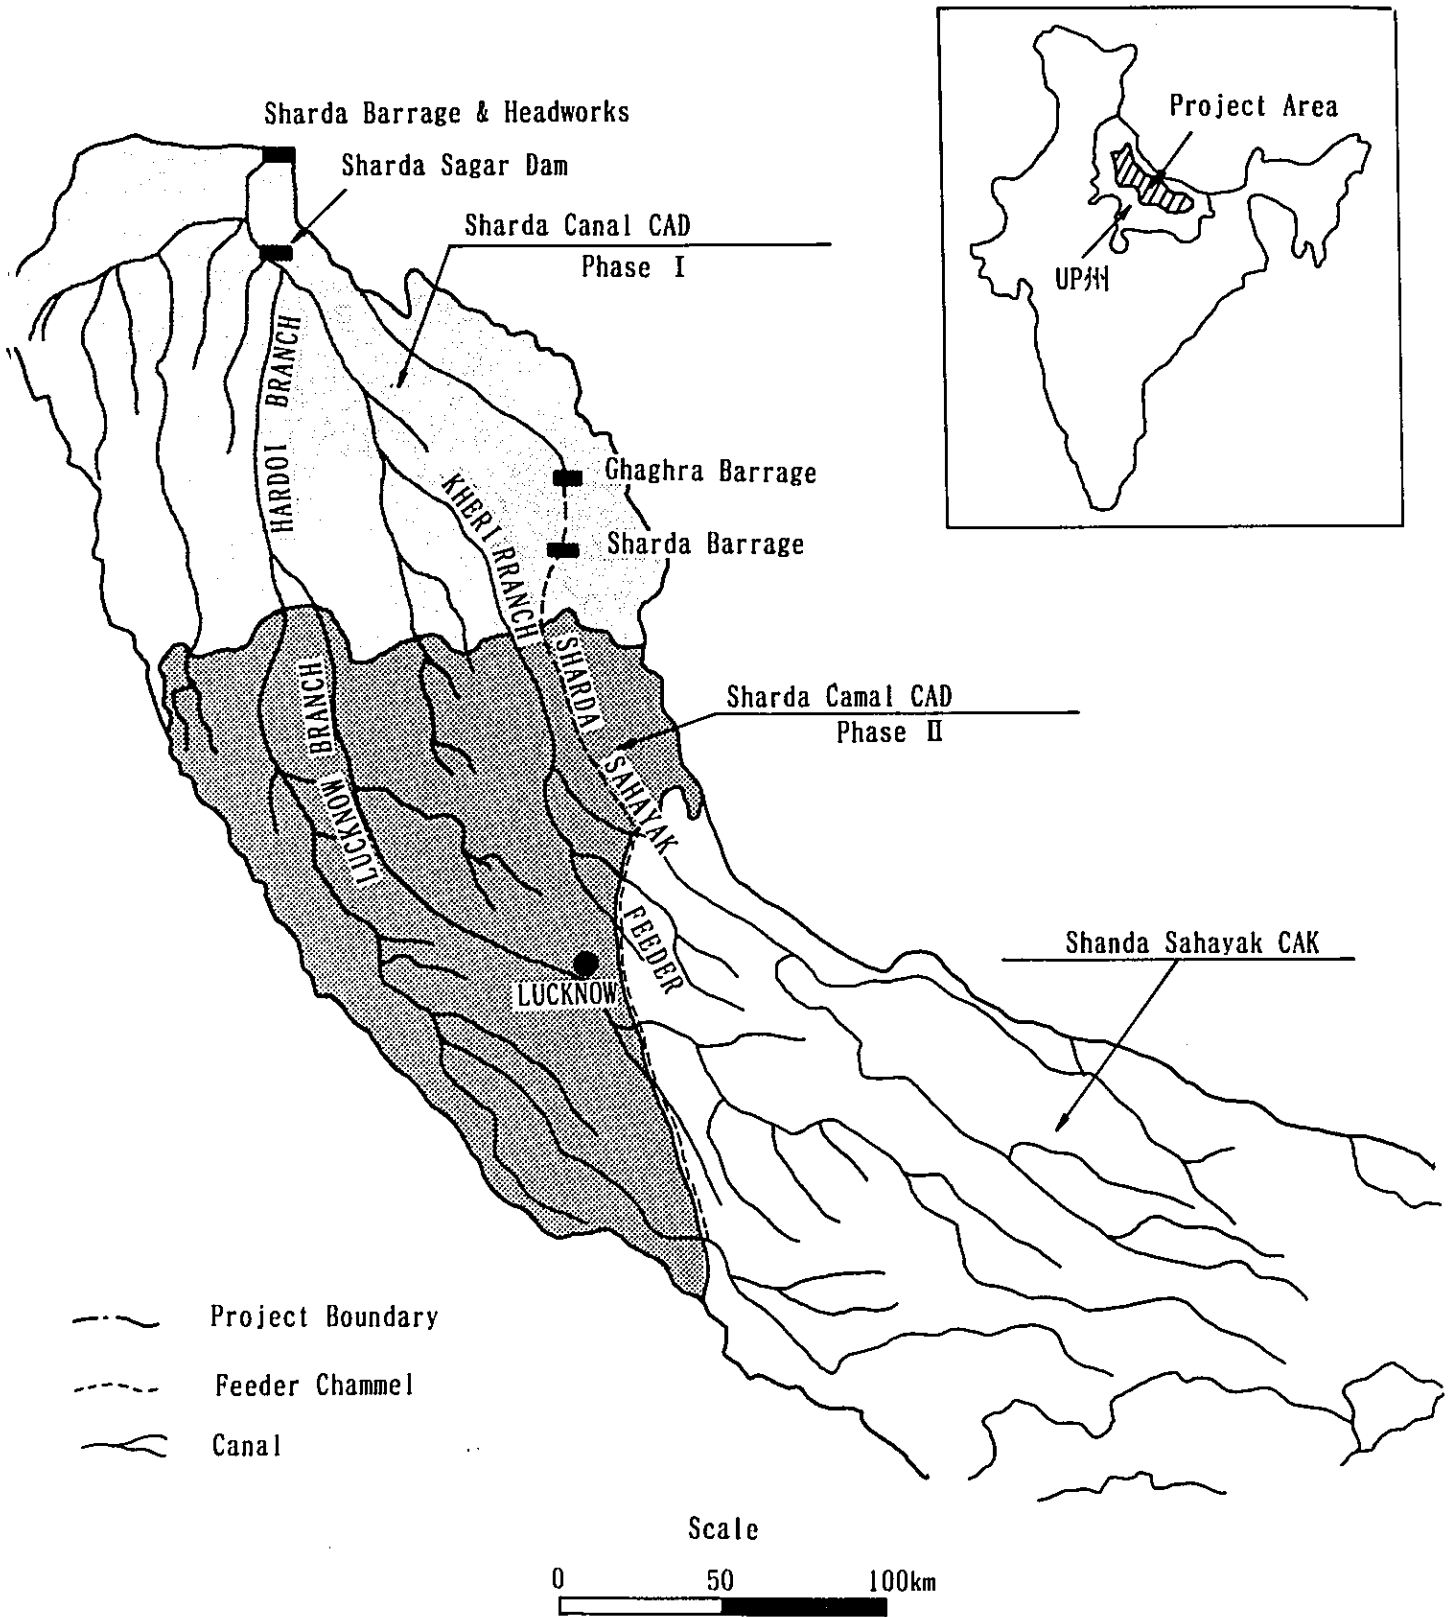 Sharda Barrage & Headworks
Sharda Sagar Dam
Sharda Canal CAD
Phase I
Project Area
UP州
HARDOI BRANCH
KHERI RRANCH
Ghaghra Barrage
Sharda Barrage
SHARDA SAHAYAK FEEDER
LUCKNOW BRANCH
Sharda Camal CAD
Phase II
LUCKNOW
Shanda Sahayak CAK
Project Boundary
Feeder Chammel
Canal
Scale
0 50 100km